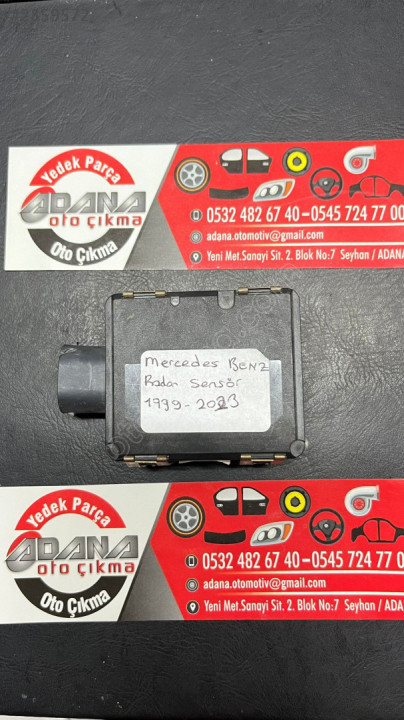 Yedek Parça
ADANA
oto çıkma
Oto Çıkma
0532 482 67 40-0545 724 77 00
adana.otomotiv@gmail.com
Yeni Met.Sanayi Sit. 2. Blok No:7 Seyhan / ADANA
Mercedes BENZ
Radar Sensör
1999-2023
Yedek Parça
ADANA
oto çıkma
Oto Çıkma
0532 482 67 40-0545 724 77 00
adana.otomotiv@gmail.com
Yeni Met.Sanayi Sit. 2. Blok No:7 Seyhan / ADA